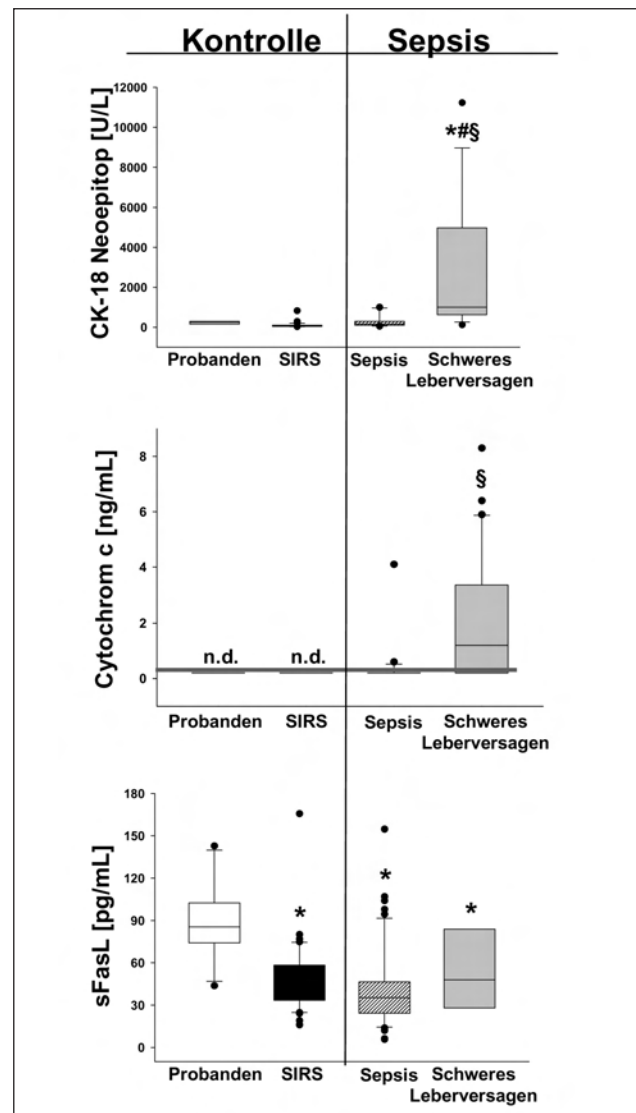 Kontrolle Sepsis
CK-18 Neoepitop [U/L]
12000
10000
8000
6000
4000
2000
0
*#§
Probanden SIRS Sepsis Schweres
Leberversagen
Cytochrom c [ng/mL]
8
6
4
2
0
§
n.d. n.d.
Probanden SIRS Sepsis Schweres
Leberversagen
sFasL [pg/mL]
180
150
120
90
60
30
0
* * *
Probanden SIRS Sepsis Schweres
Leberversagen